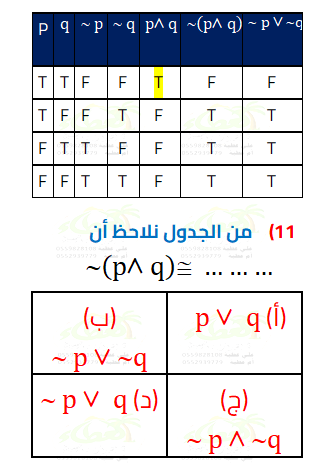 P q ~ p ~ q p∧ q ~(p∧ q) ~ p ∨ ~q
T T F F T F F
T F F T F T T
F T T F F T T
F F T T F T T
11) من الجدول نلاحظ أن
~(p∧ q)≅ ... ... ...
(أ) p ∨ q
(ب)
~ p ∨ ~q
(ج)
~ p ∧ ~q
(د) ~ p ∨ q